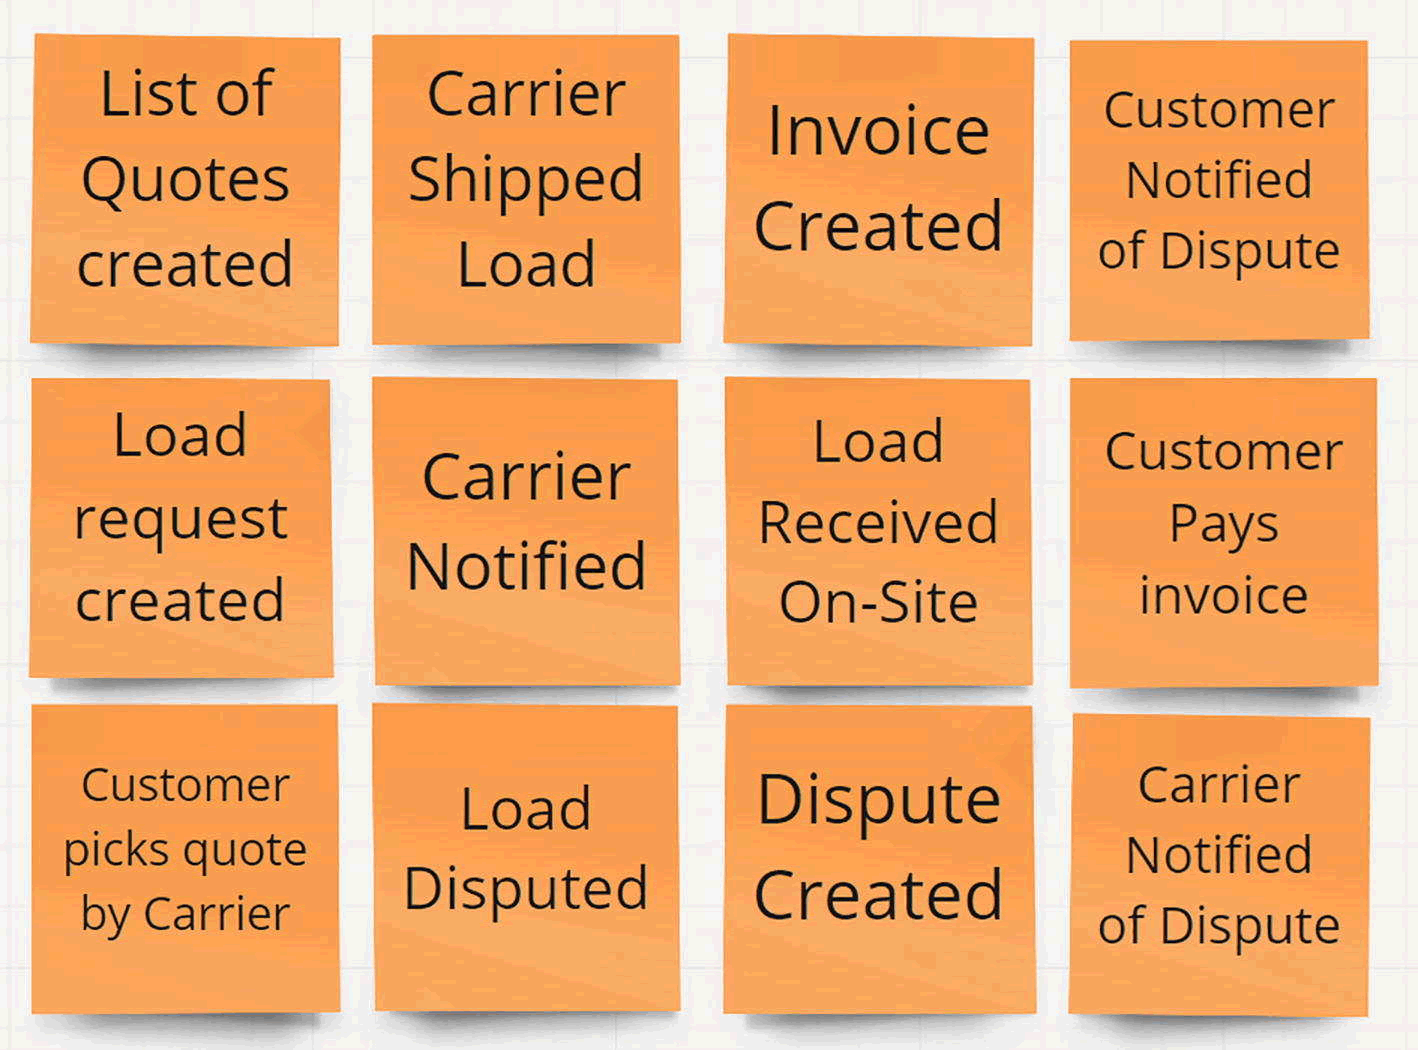 List of
Quotes
created
Carrier
Shipped
Load
Invoice
Created
Customer
Notified
of Dispute
Load
request
created
Carrier
Notified
Load
Received
On-Site
Customer
Pays
invoice
Customer
picks quote
by Carrier
Load
Disputed
Dispute
Created
Carrier
Notified
of Dispute